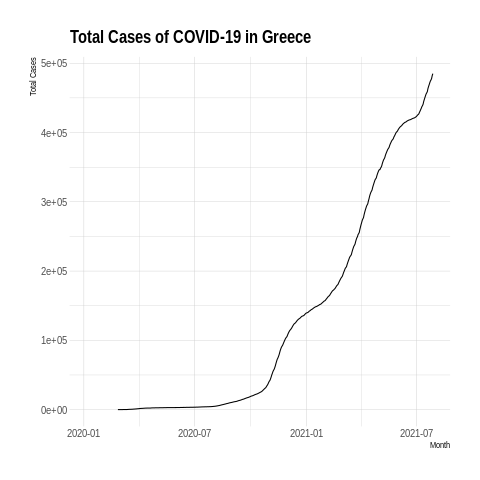 Total Cases of COVID-19 in Greece
Total Cases
5e+05
4e+05
3e+05
2e+05
1e+05
0e+00
2020-01 2020-07 2021-01 2021-07
Month